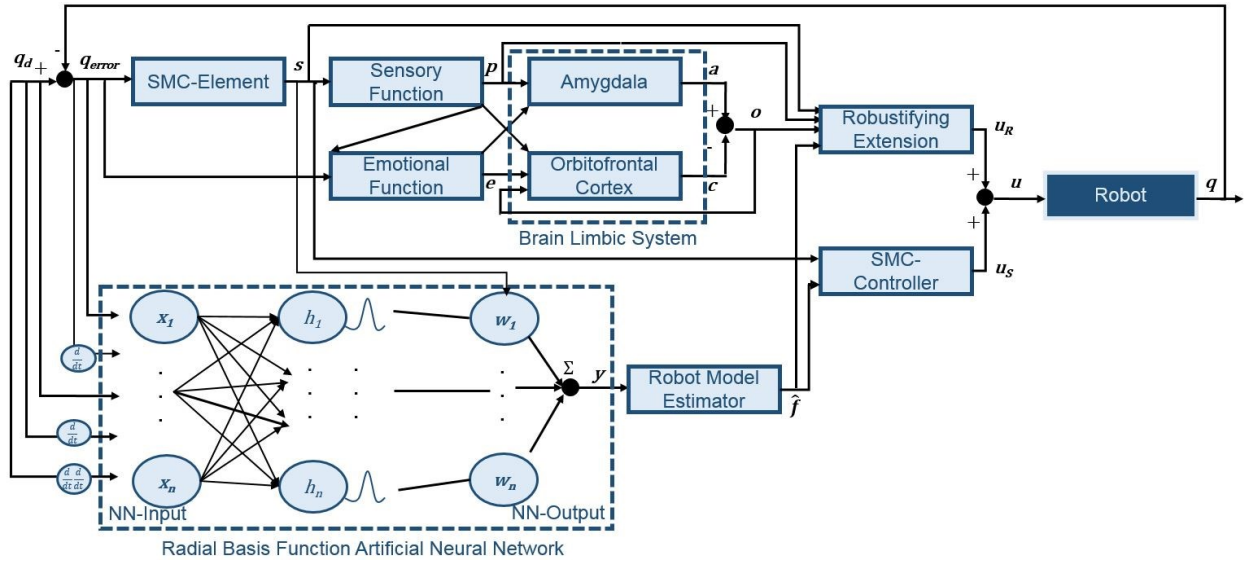 q_d
+
-
q_error
SMC-Element
s
Sensory
Function
p
Amygdala
a
+
o
-
Emotional
Function
e
Orbitofrontal
Cortex
c
Brain Limbic System
Robustifying
Extension
u_R
+
u
Robot
q
+
SMC-
Controller
u_S
x_1
h_1
w_1
d/dt
Σ
y
Robot Model
Estimator
f̂
d/dt
d/dt d/dt
x_n
h_n
w_n
NN-Input
NN-Output
Radial Basis Function Artificial Neural Network